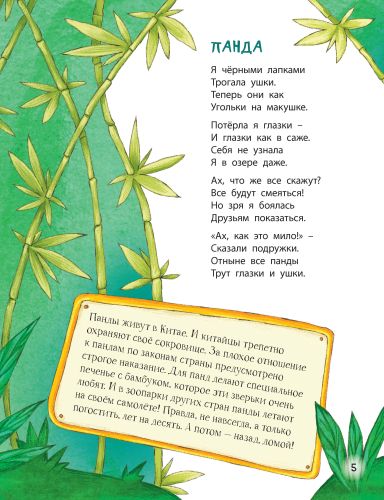 ПАНДА
Я чёрными лапками
Трогала ушки.
Теперь они как
Угольки на макушке.
Потёрла я глазки –
И глазки как в саже.
Себя не узнала
Я в озере даже.
Ах, что же все скажут?
Все будут смеяться!
Но зря я боялась
Друзьям показаться.
«Ах, как это мило!» –
Сказали подружки.
Отныне все панды
Трут глазки и ушки.
Панды живут в Китае. И китайцы трепетно
охраняют своё сокровище. За плохое отношение
к пандам по законам страны предусмотрено
строгое наказание. Для панд делают специальное
печенье с бамбуком, которое эти зверьки очень
любят. И в зоопарки других стран панды летают
на своём самолёте! Правда, не навсегда, а только
погостить, лет на десять. А потом — назад, домой!
5